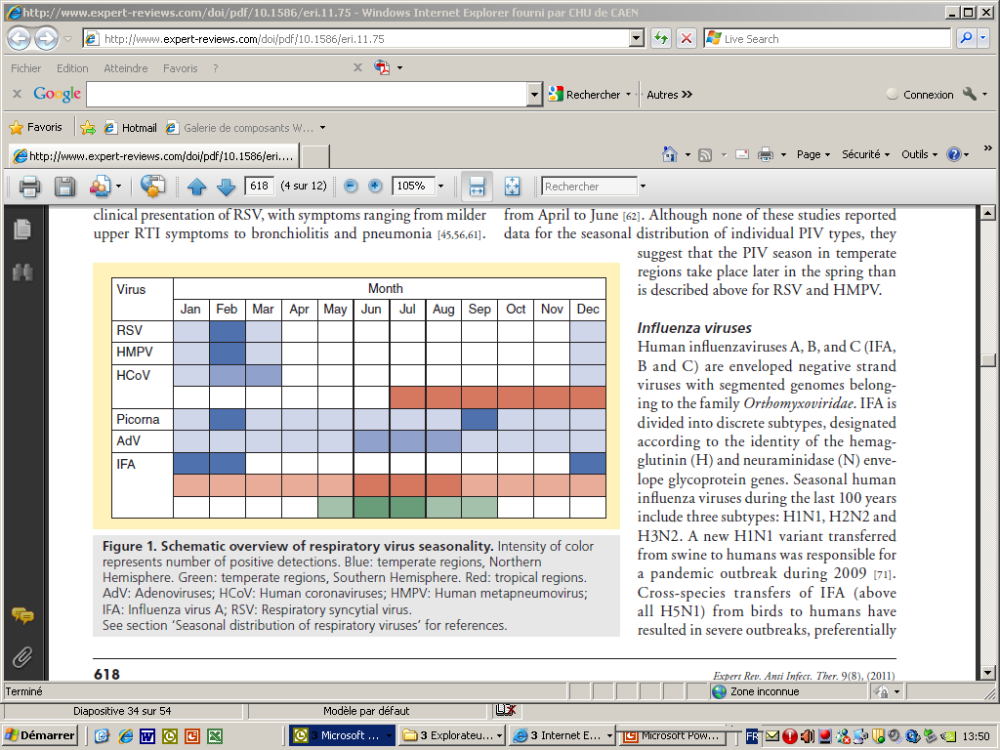 http://www.expert-reviews.com/doi/pdf/10.1586/eri.11.75 - Windows Internet Explorer fourni par CHU de CAEN
http://www.expert-reviews.com/doi/pdf/10.1586/eri.11.75
Live Search
Fichier Edition Atteindre Favoris ?
x
x Google Rechercher Autres Connexion
Favoris Hotmail Galerie de composants W...
http://www.expert-reviews.com/doi/pdf/10.1586/eri.... Page Sécurité Outils
618 (4 sur 12) 105% Rechercher
clinical presentation of RSV, with symptoms ranging from milder
upper RTI symptoms to bronchiolitis and pneumonia [45,56,61].
from April to June [62]. Although none of these studies reported
data for the seasonal distribution of individual PIV types, they
suggest that the PIV season in temperate
regions take place later in the spring than
is described above for RSV and HMPV.
Virus Month
Jan Feb Mar Apr May Jun Jul Aug Sep Oct Nov Dec
RSV
HMPV
HCoV
Picorna
AdV
IFA
Figure 1. Schematic overview of respiratory virus seasonality. Intensity of color
represents number of positive detections. Blue: temperate regions, Northern
Hemisphere. Green: temperate regions, Southern Hemisphere. Red: tropical regions.
AdV: Adenoviruses; HCoV: Human coronaviruses; HMPV: Human metapneumovirus;
IFA: Influenza virus A; RSV: Respiratory syncytial virus.
See section ‘Seasonal distribution of respiratory viruses’ for references.
Influenza viruses
Human influenzaviruses A, B, and C (IFA,
B and C) are enveloped negative strand
viruses with segmented genomes belong-
ing to the family Orthomyxoviridae. IFA is
divided into discrete subtypes, designated
according to the identity of the hemag-
glutinin (H) and neuraminidase (N) enve-
lope glycoprotein genes. Seasonal human
influenza viruses during the last 100 years
include three subtypes: H1N1, H2N2 and
H3N2. A new H1N1 variant transferred
from swine to humans was responsible for
a pandemic outbreak during 2009 [71].
Cross-species transfers of IFA (above
all H5N1) from birds to humans have
resulted in severe outbreaks, preferentially
618 Expert Rev. Anti Infect. Ther. 9(8), (2011)
Terminé Zone inconnue
Diapositive 34 sur 54 Modèle par défaut
Démarrer 3 Microsoft ... 3 Explorateu... 3 Internet E... Microsoft Pow... FR 13:50